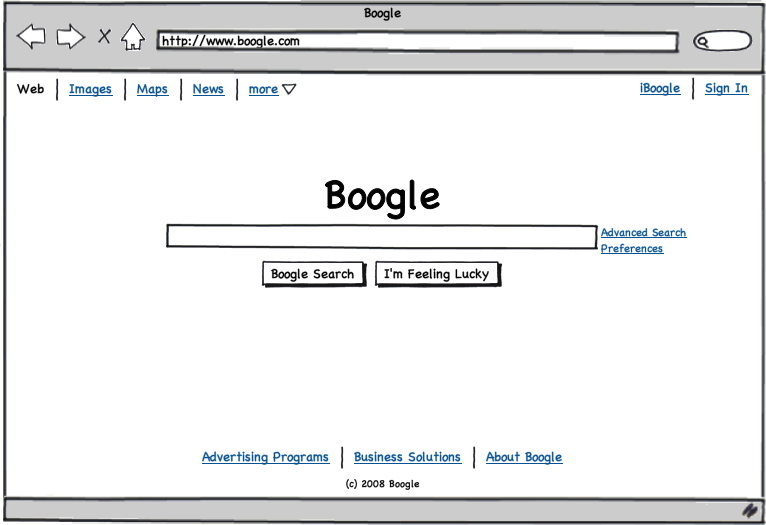 Boogle
http://www.boogle.com
Web Images Maps News more iBoogle Sign In
Boogle
Advanced Search
Preferences
Boogle Search I'm Feeling Lucky
Advertising Programs Business Solutions About Boogle
(c) 2008 Boogle